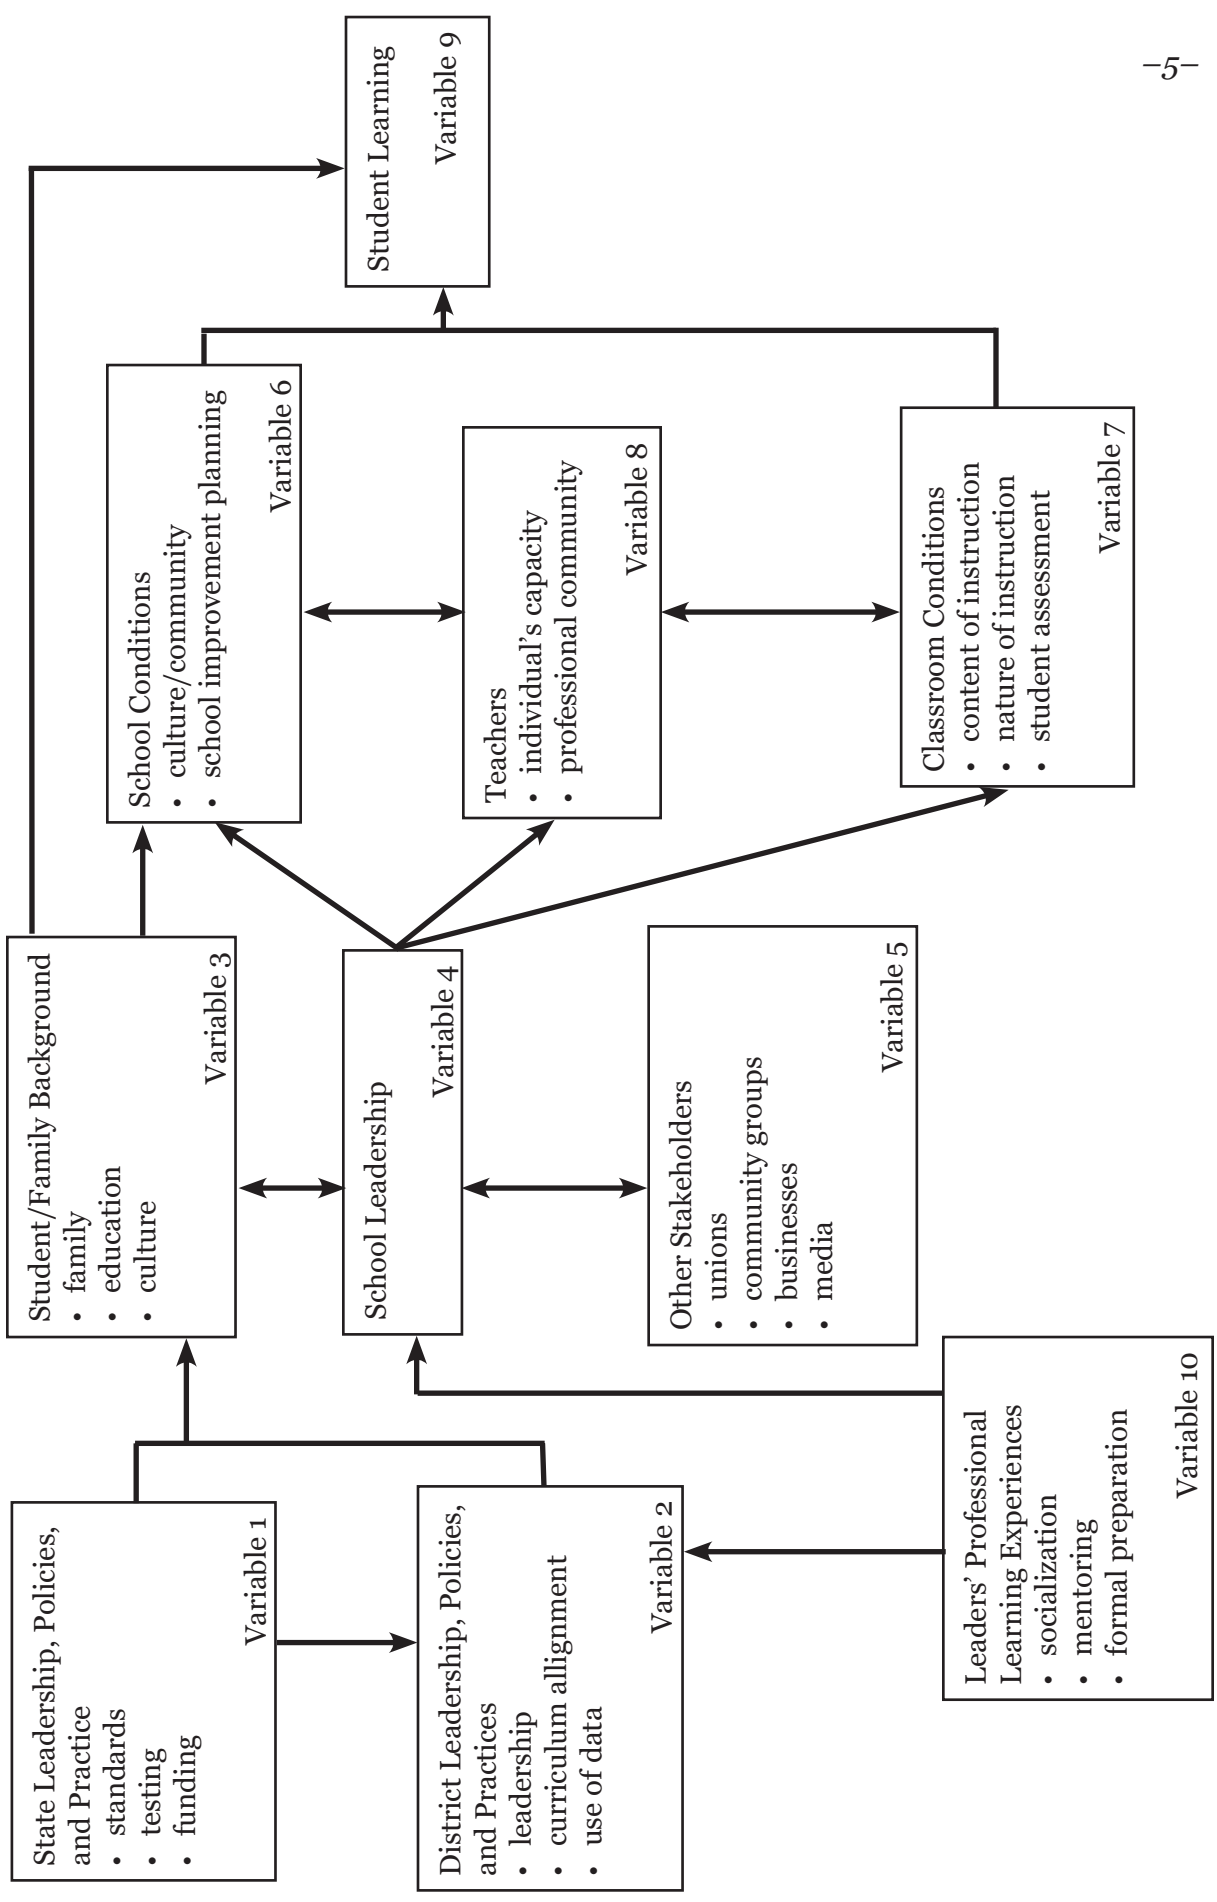 State Leadership, Policies,
and Practice
• standards
• testing
• funding
Variable 1
District Leadership, Policies,
and Practices
• leadership
• curriculum allignment
• use of data
Variable 2
Student/Family Background
• family
• education
• culture
Variable 3
School Leadership
Variable 4
Other Stakeholders
• unions
• community groups
• businesses
• media
Variable 5
Leaders’ Professional
Learning Experiences
• socialization
• mentoring
• formal preparation
Variable 10
School Conditions
• culture/community
• school improvement planning
Variable 6
Teachers
• individual’s capacity
• professional community
Variable 8
Classroom Conditions
• content of instruction
• nature of instruction
• student assessment
Variable 7
Student Learning
Variable 9
–5–